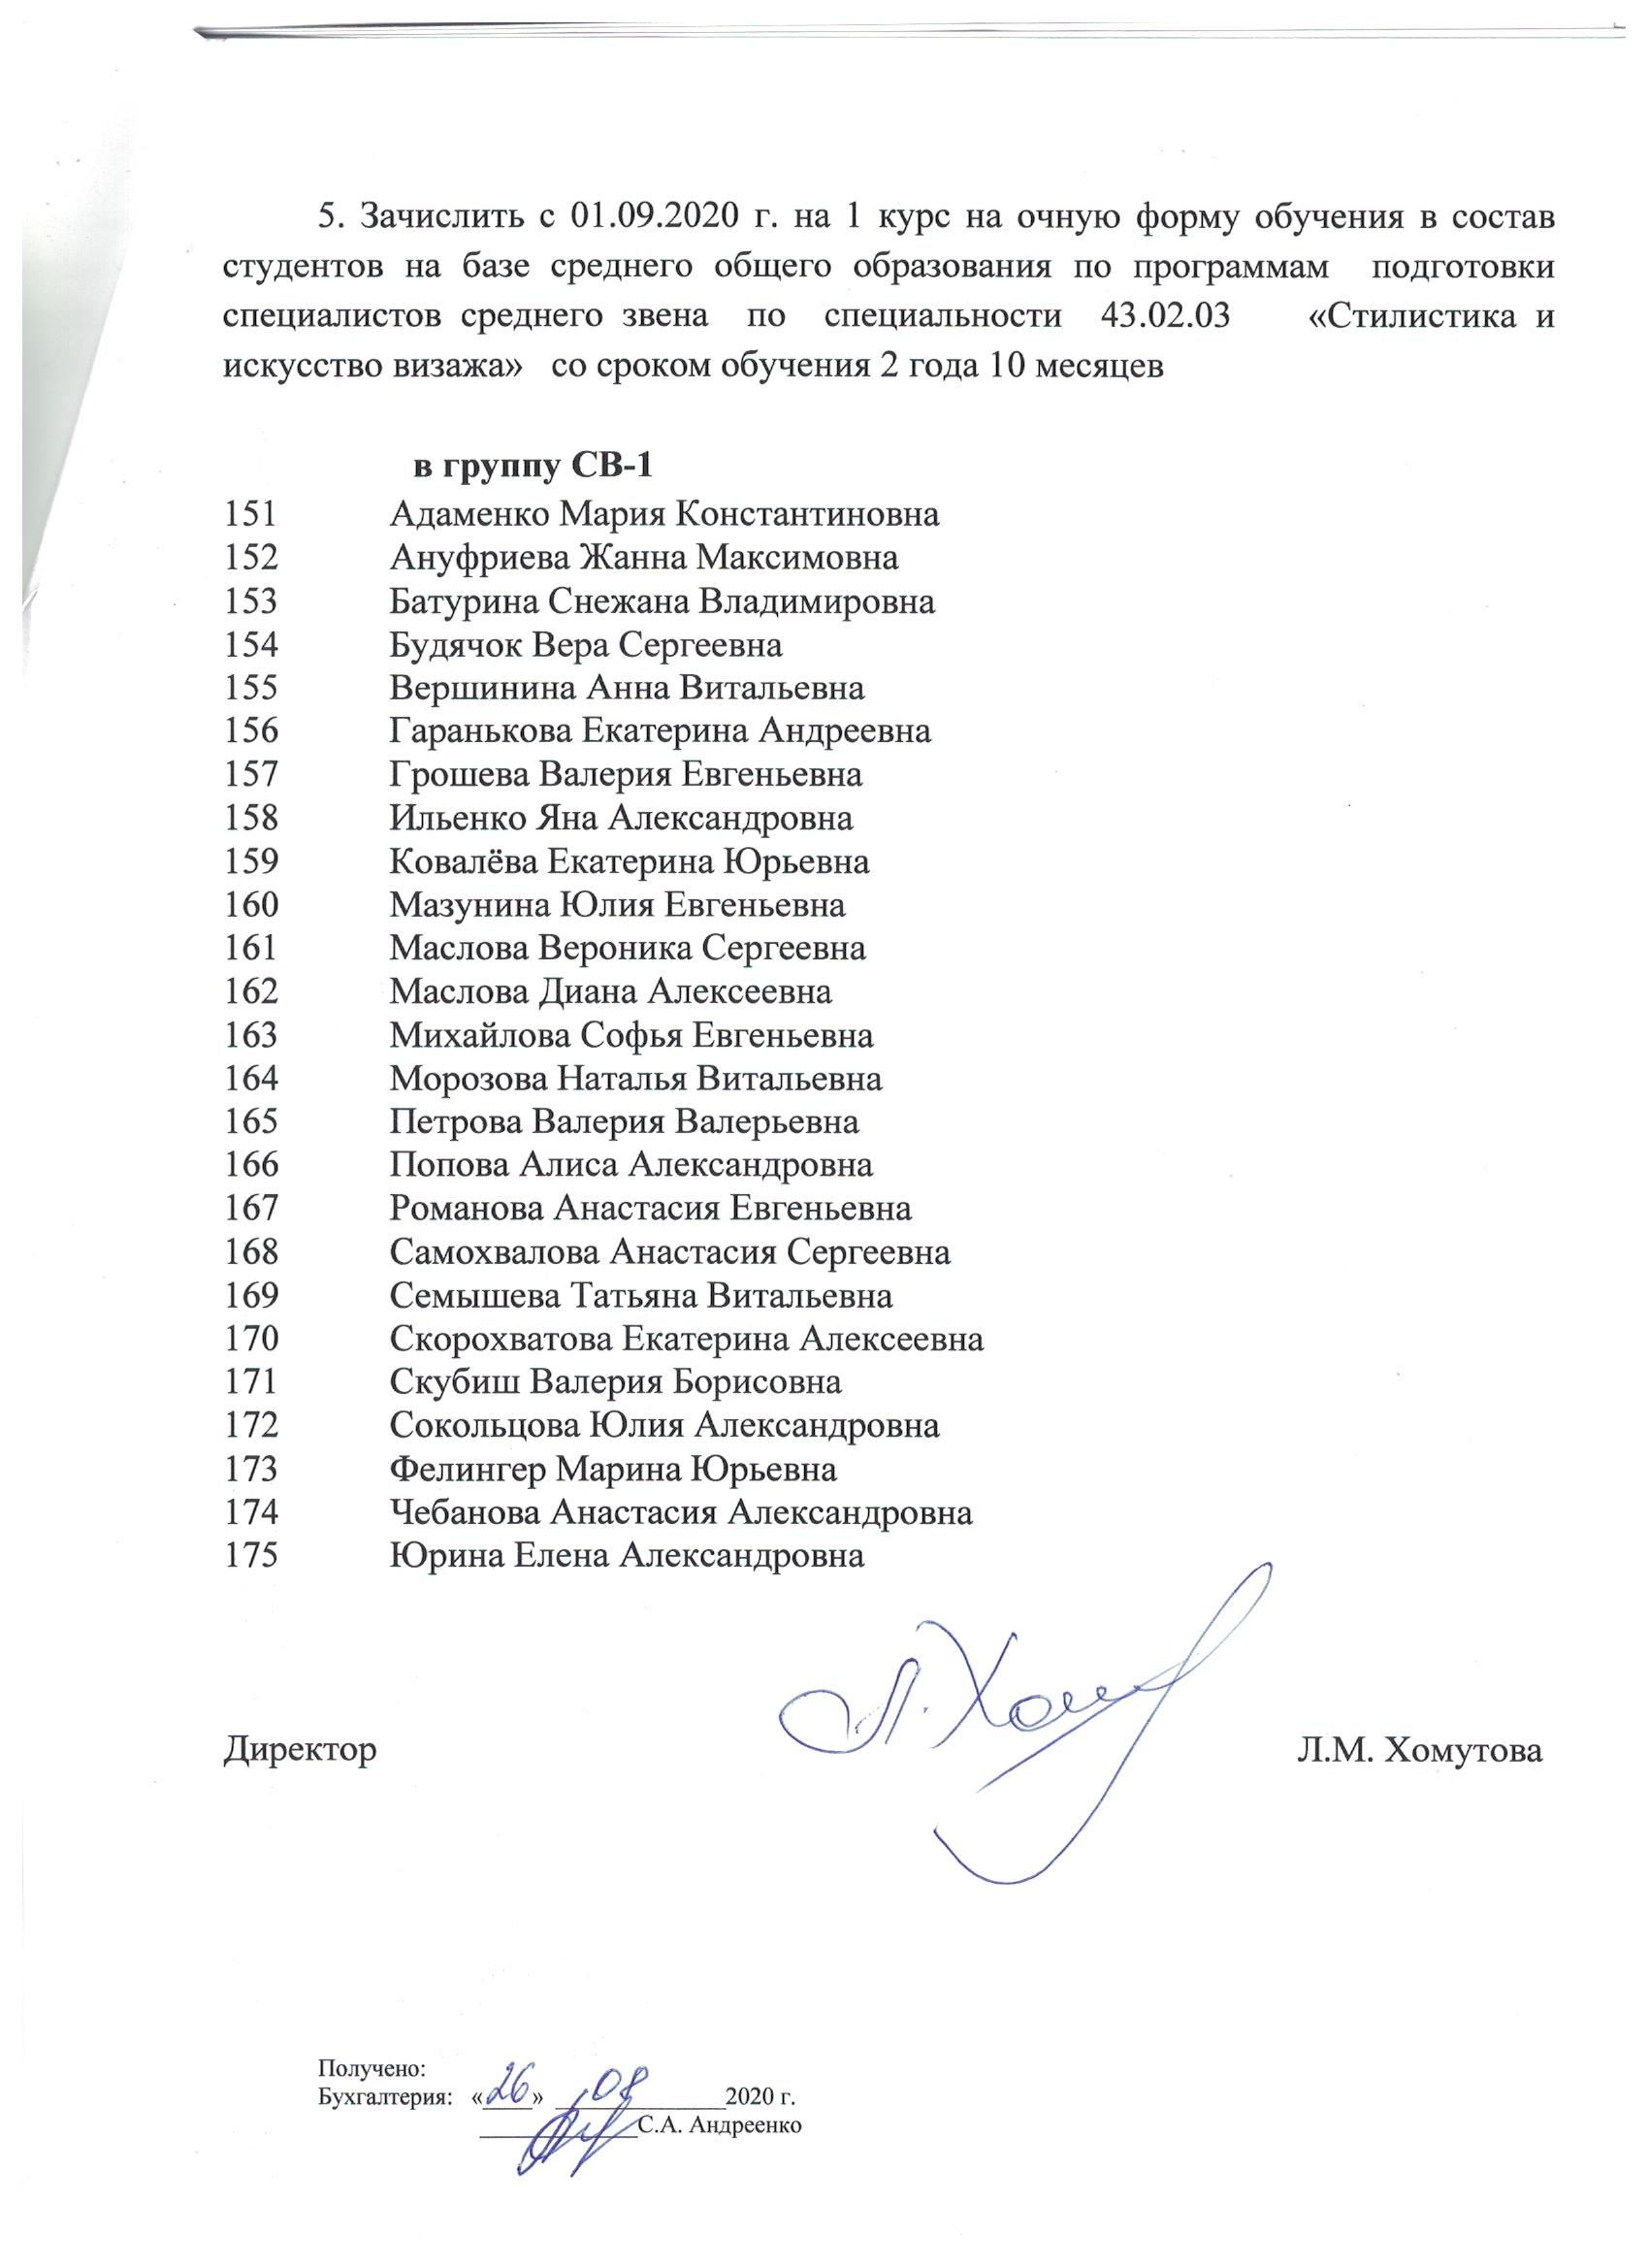 5. Зачислить с 01.09.2020 г. на 1 курс на очную форму обучения в состав
студентов на базе среднего общего образования по программам подготовки
специалистов среднего звена по специальности 43.02.03 «Стилистика и
искусство визажа» со сроком обучения 2 года 10 месяцев
в группу СВ-1
151 Адаменко Мария Константиновна
152 Ануфриева Жанна Максимовна
153 Батурина Снежана Владимировна
154 Будячок Вера Сергеевна
155 Вершинина Анна Витальевна
156 Гаранькова Екатерина Андреевна
157 Грошева Валерия Евгеньевна
158 Ильенко Яна Александровна
159 Ковалёва Екатерина Юрьевна
160 Мазунина Юлия Евгеньевна
161 Маслова Вероника Сергеевна
162 Маслова Диана Алексеевна
163 Михайлова Софья Евгеньевна
164 Морозова Наталья Витальевна
165 Петрова Валерия Валерьевна
166 Попова Алиса Александровна
167 Романова Анастасия Евгеньевна
168 Самохвалова Анастасия Сергеевна
169 Семышева Татьяна Витальевна
170 Скорохватова Екатерина Алексеевна
171 Скубиш Валерия Борисовна
172 Сокольцова Юлия Александровна
173 Фелингер Марина Юрьевна
174 Чебанова Анастасия Александровна
175 Юрина Елена Александровна
Директор Л.М. Хомутова
Получено:
Бухгалтерия: «26» 08 2020 г.
С.А. Андреенко